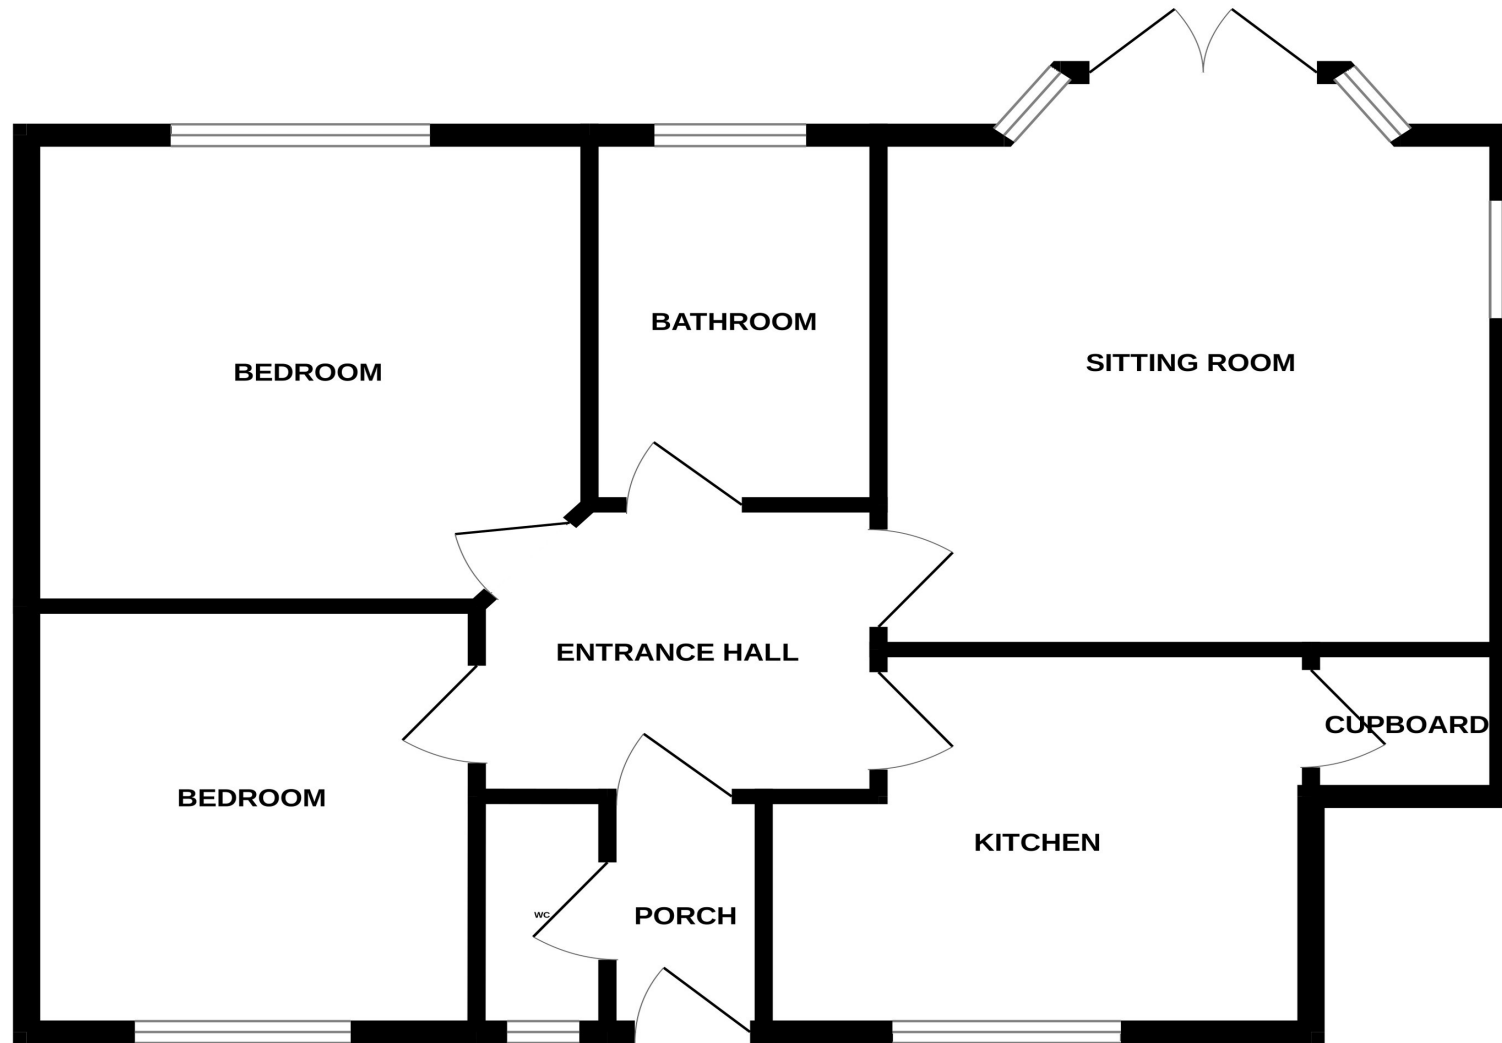 BATHROOM
SITTING ROOM
BEDROOM
ENTRANCE HALL
CUPBOARD
BEDROOM
KITCHEN
WC
PORCH